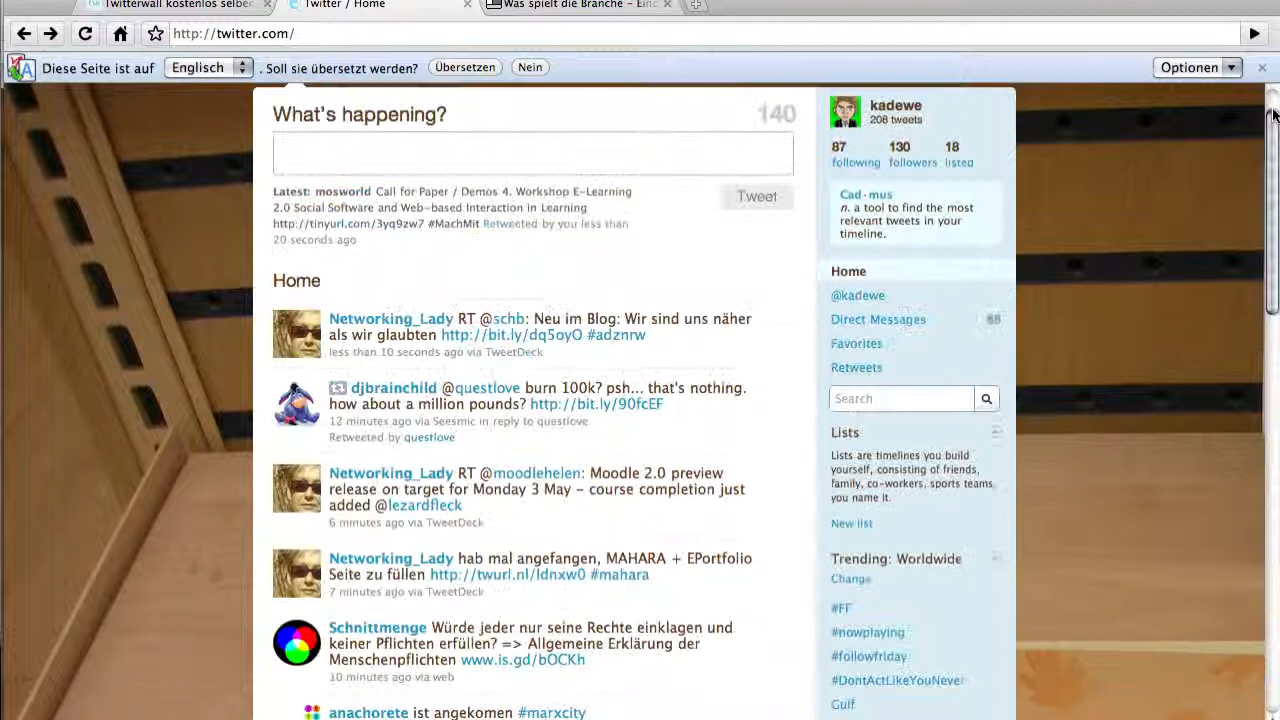 Twitterwall kostenlos selber
Twitter / Home
Was spielt die Branche – Einc
http://twitter.com/
Diese Seite ist auf Englisch . Soll sie übersetzt werden? Übersetzen Nein Optionen
What's happening? 140
Latest: mosworld Call for Paper / Demos 4. Workshop E-Learning
2.0 Social Software and Web-based Interaction in Learning
http://tinyurl.com/3yq9zw7 #MachMit Retweeted by you less than
20 seconds ago
Tweet
Home
Networking_Lady RT @schb: Neu im Blog: Wir sind uns näher
als wir glaubten http://bit.ly/dq5oyO #adznrw
less than 10 seconds ago via TweetDeck
djbrainchild @questlove burn 100k? psh... that's nothing.
how about a million pounds? http://bit.ly/90fcEF
12 minutes ago via Seesmic in reply to questlove
Retweeted by questlove
Networking_Lady RT @moodlehelen: Moodle 2.0 preview
release on target for Monday 3 May – course completion just
added @lezardfleck
6 minutes ago via TweetDeck
Networking_Lady hab mal angefangen, MAHARA + EPortfolio
Seite zu füllen http://twurl.nl/ldnxw0 #mahara
7 minutes ago via TweetDeck
Schnittmenge Würde jeder nur seine Rechte einklagen und
keiner Pflichten erfüllen? => Allgemeine Erklärung der
Menschenpflichten www.is.gd/bOCKh
10 minutes ago via web
anachorete ist angekommen #marxcity
kadewe
208 tweets
87 130 18
following followers listed
Cad·mus
n. a tool to find the most
relevant tweets in your
timeline.
Home
@kadewe
Direct Messages 68
Favorites
Retweets
Search
Lists
Lists are timelines you build
yourself, consisting of friends,
family, co-workers, sports teams,
you name it.
New list
Trending: Worldwide
Change
#FF
#nowplaying
#followfriday
#DontActLikeYouNever
Gulf